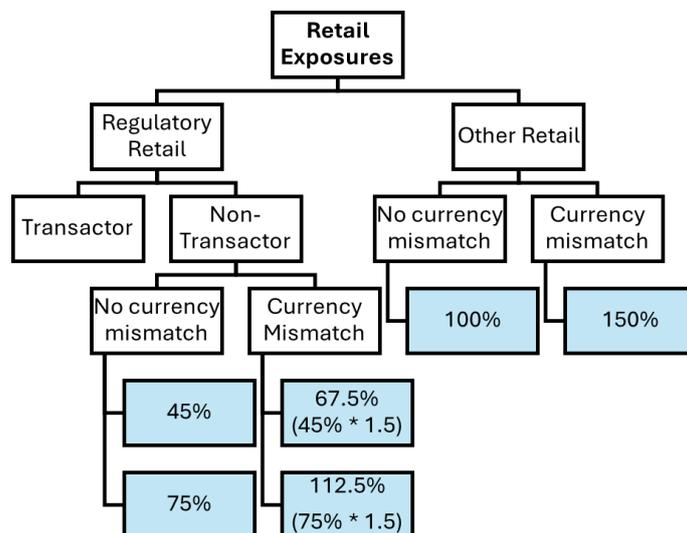 Retail
Exposures
Regulatory
Retail
Other Retail
Transactor
Non-
Transactor
No currency
mismatch
Currency
mismatch
No currency
mismatch
Currency
Mismatch
100%
150%
45%
67.5%
(45% * 1.5)
75%
112.5%
(75% * 1.5)